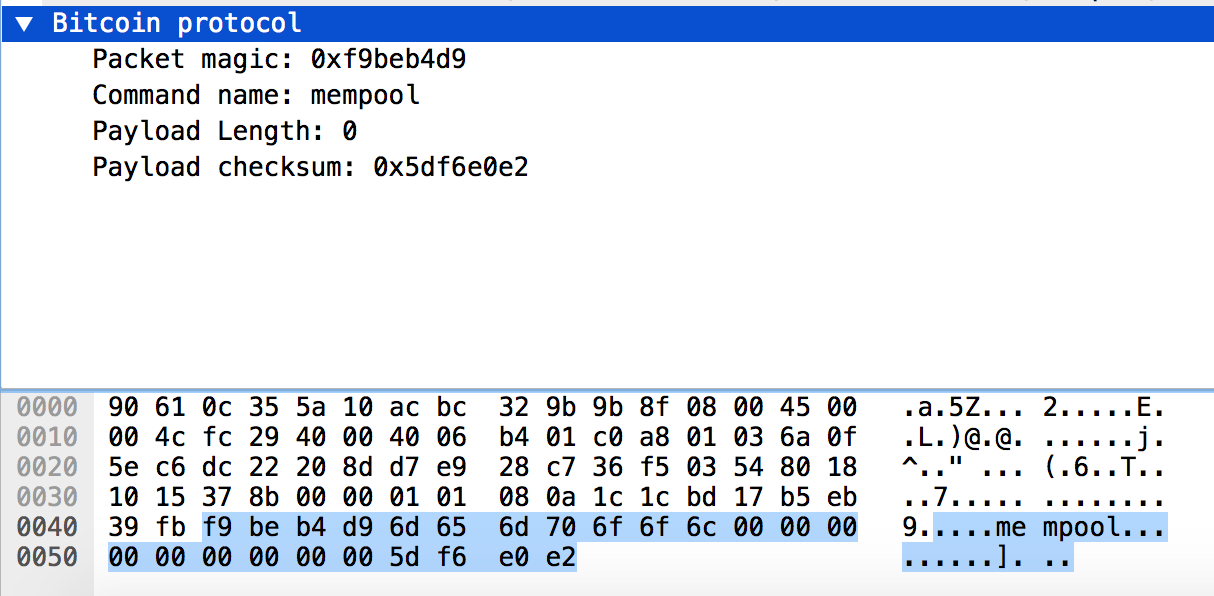 ▼ Bitcoin protocol
Packet magic: 0xf9beb4d9
Command name: mempool
Payload Length: 0
Payload checksum: 0x5df6e0e2
0000 90 61 0c 35 5a 10 ac bc 32 9b 9b 8f 08 00 45 00 .a.5Z... 2.....E.
0010 00 4c fc 29 40 00 40 06 b4 01 c0 a8 01 03 6a 0f .L.)@.@. ......j.
0020 5e c6 dc 22 20 8d d7 e9 28 c7 36 f5 03 54 80 18 ^.." ... (.6..T..
0030 10 15 37 8b 00 00 01 01 08 0a 1c 1c bd 17 b5 eb ..7..... ........
0040 39 fb f9 be b4 d9 6d 65 6d 70 6f 6f 6c 00 00 00 9.....me mpool...
0050 00 00 00 00 00 00 5d f6 e0 e2 ......]. ..